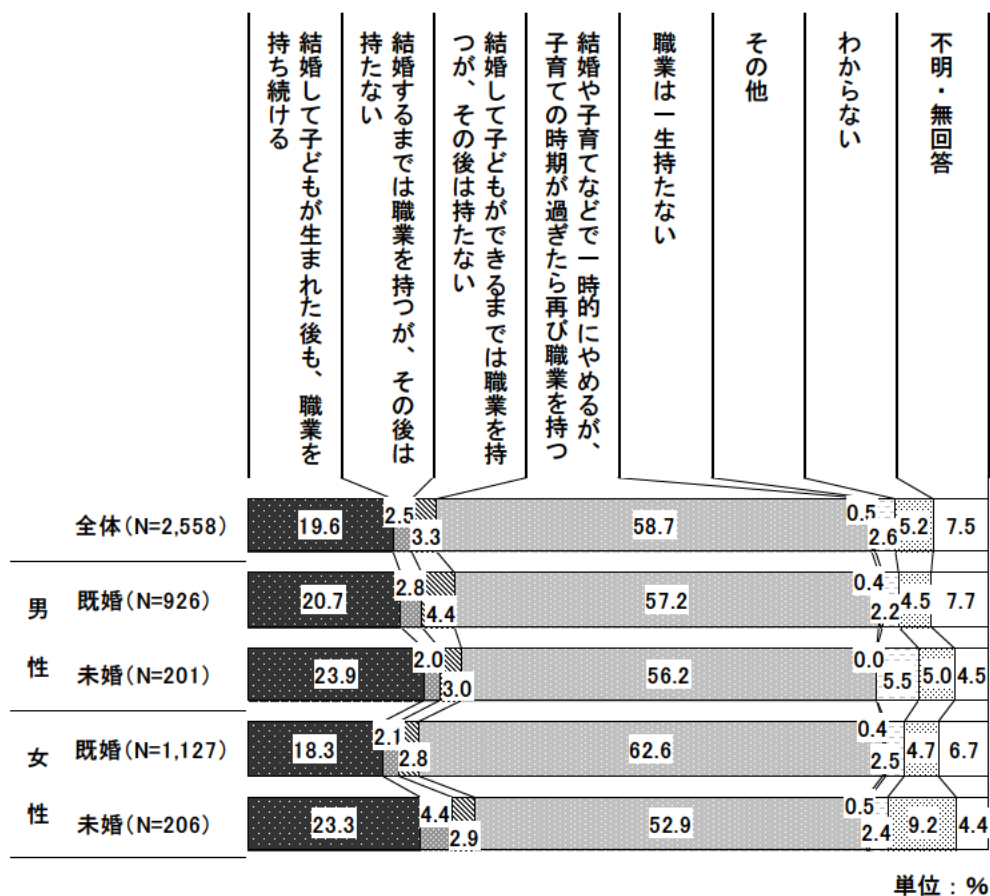 結婚して子どもが生まれた後も、職業を
持ち続ける
結婚するまでは職業を持つが、その後は
持たない
結婚して子どもができるまでは職業を持
つが、その後は持たない
結婚や子育てなどで一時的にやめるが、
子育ての時期が過ぎたら再び職業を持つ
職業は一生持たない
その他
わからない
不明・無回答
全体(N=2,558)
19.6
2.5
3.3
58.7
0.5
2.6
5.2
7.5
男性
既婚(N=926)
20.7
2.8
4.4
57.2
0.4
2.2
4.5
7.7
未婚(N=201)
23.9
2.0
3.0
56.2
0.0
5.5
5.0
4.5
女性
既婚(N=1,127)
18.3
2.1
2.8
62.6
0.4
2.5
4.7
6.7
未婚(N=206)
23.3
4.4
2.9
52.9
0.5
2.4
9.2
4.4
単位:%